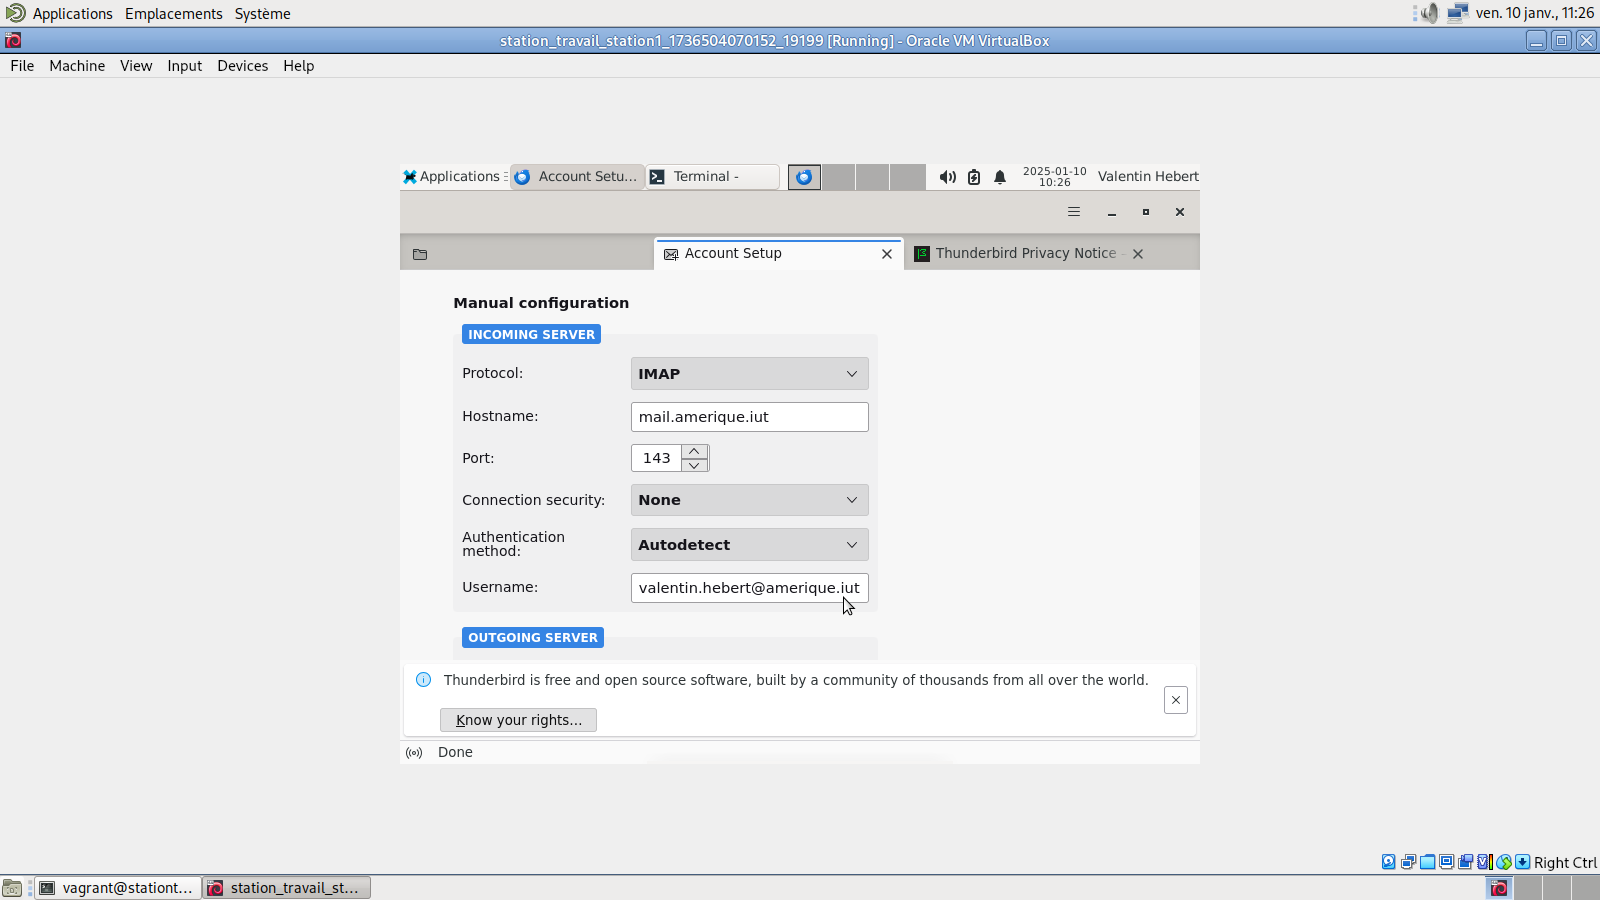 Applications Emplacements Système ven. 10 janv., 11:26
station_travail_station1_1736504070152_19199 [Running] - Oracle VM VirtualBox
File Machine View Input Devices Help
Applications Account Setu... Terminal - 2025-01-10 10:26 Valentin Hebert
Account Setup Thunderbird Privacy Notice -
Manual configuration
INCOMING SERVER
Protocol: IMAP
Hostname: mail.amerique.iut
Port: 143
Connection security: None
Authentication method: Autodetect
Username: valentin.hebert@amerique.iut
OUTGOING SERVER
Thunderbird is free and open source software, built by a community of thousands from all over the world.
Know your rights...
Done
Right Ctrl
vagrant@stationt... station_travail_st...